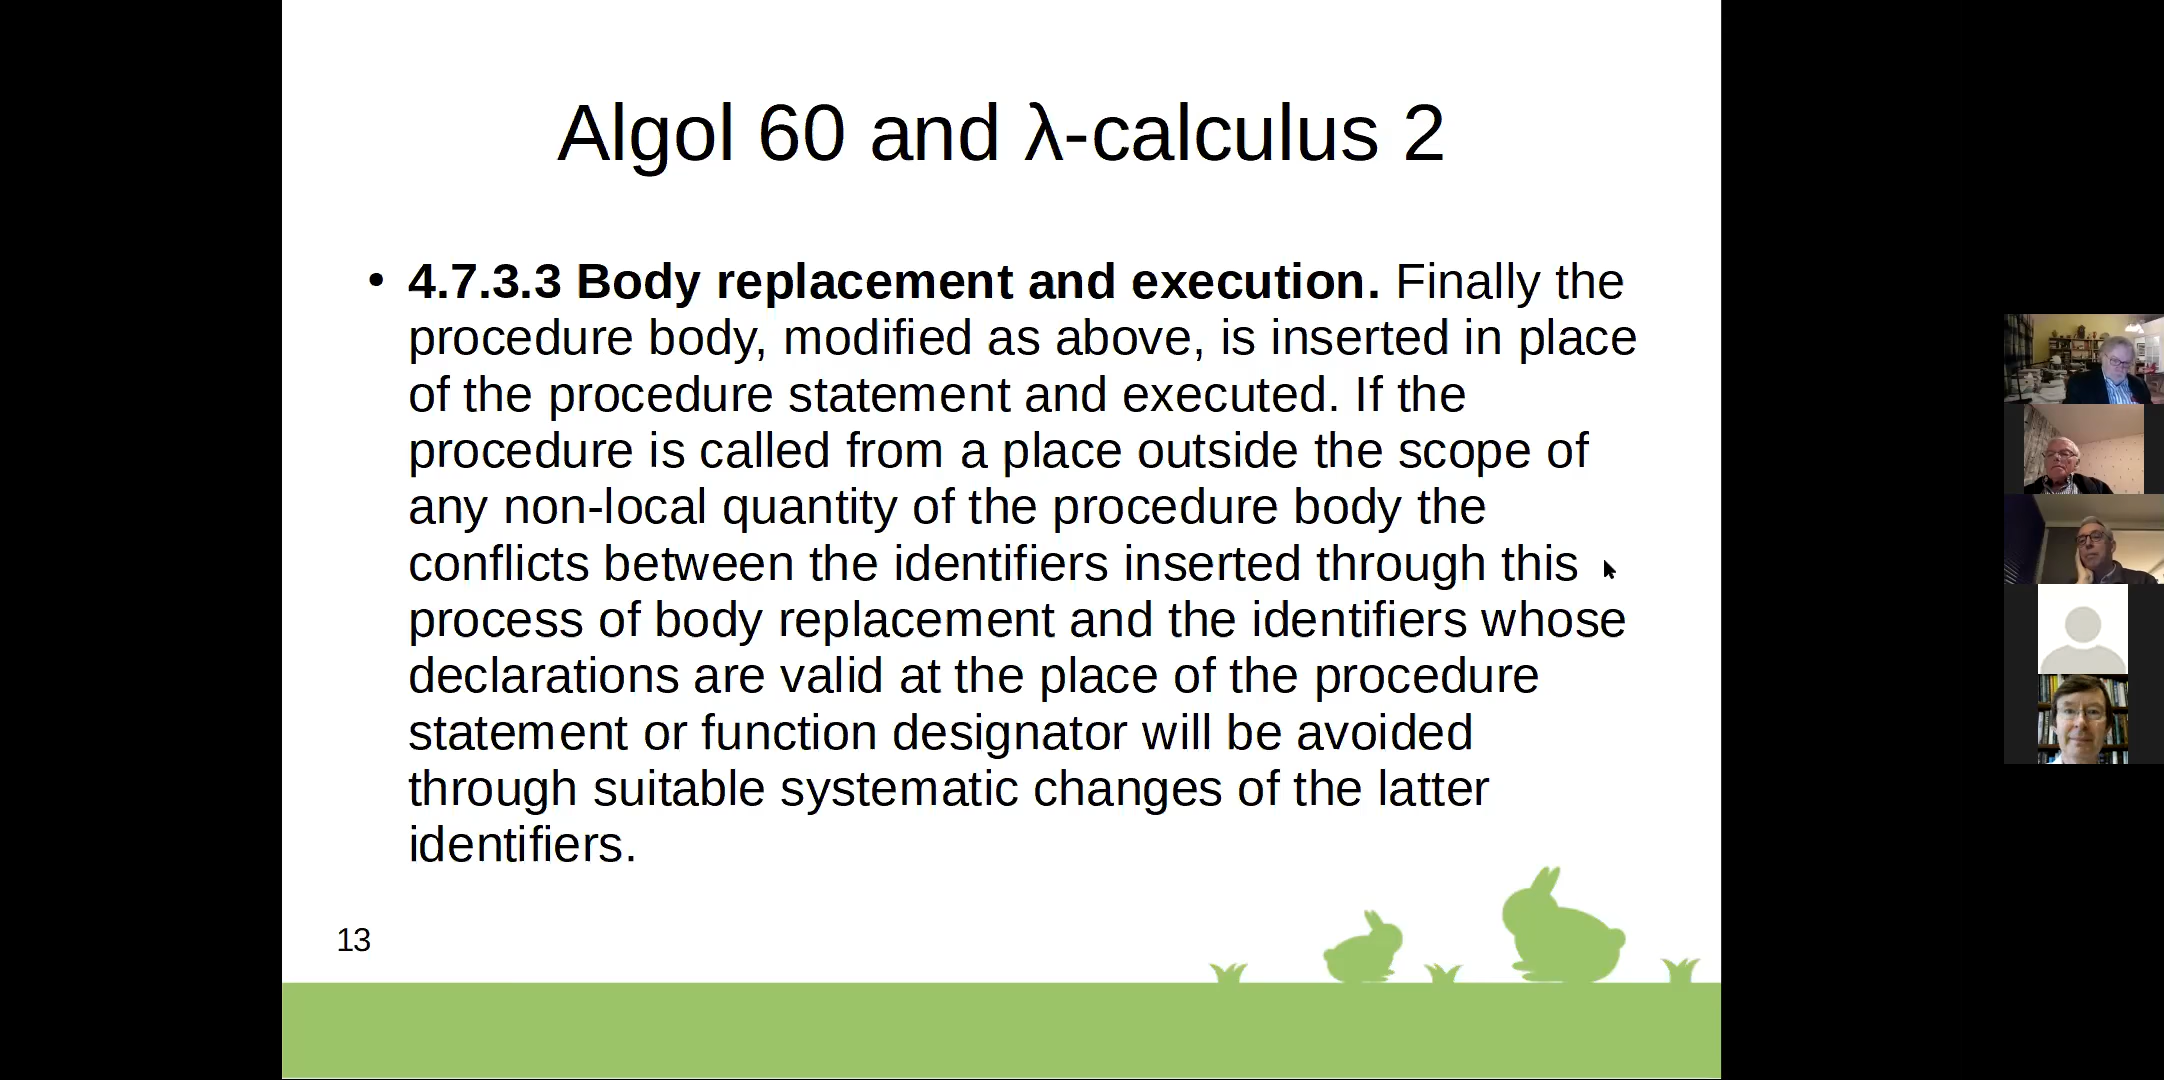 Algol 60 and λ-calculus 2
• 4.7.3.3 Body replacement and execution. Finally the
procedure body, modified as above, is inserted in place
of the procedure statement and executed. If the
procedure is called from a place outside the scope of
any non-local quantity of the procedure body the
conflicts between the identifiers inserted through this
process of body replacement and the identifiers whose
declarations are valid at the place of the procedure
statement or function designator will be avoided
through suitable systematic changes of the latter
identifiers.
13